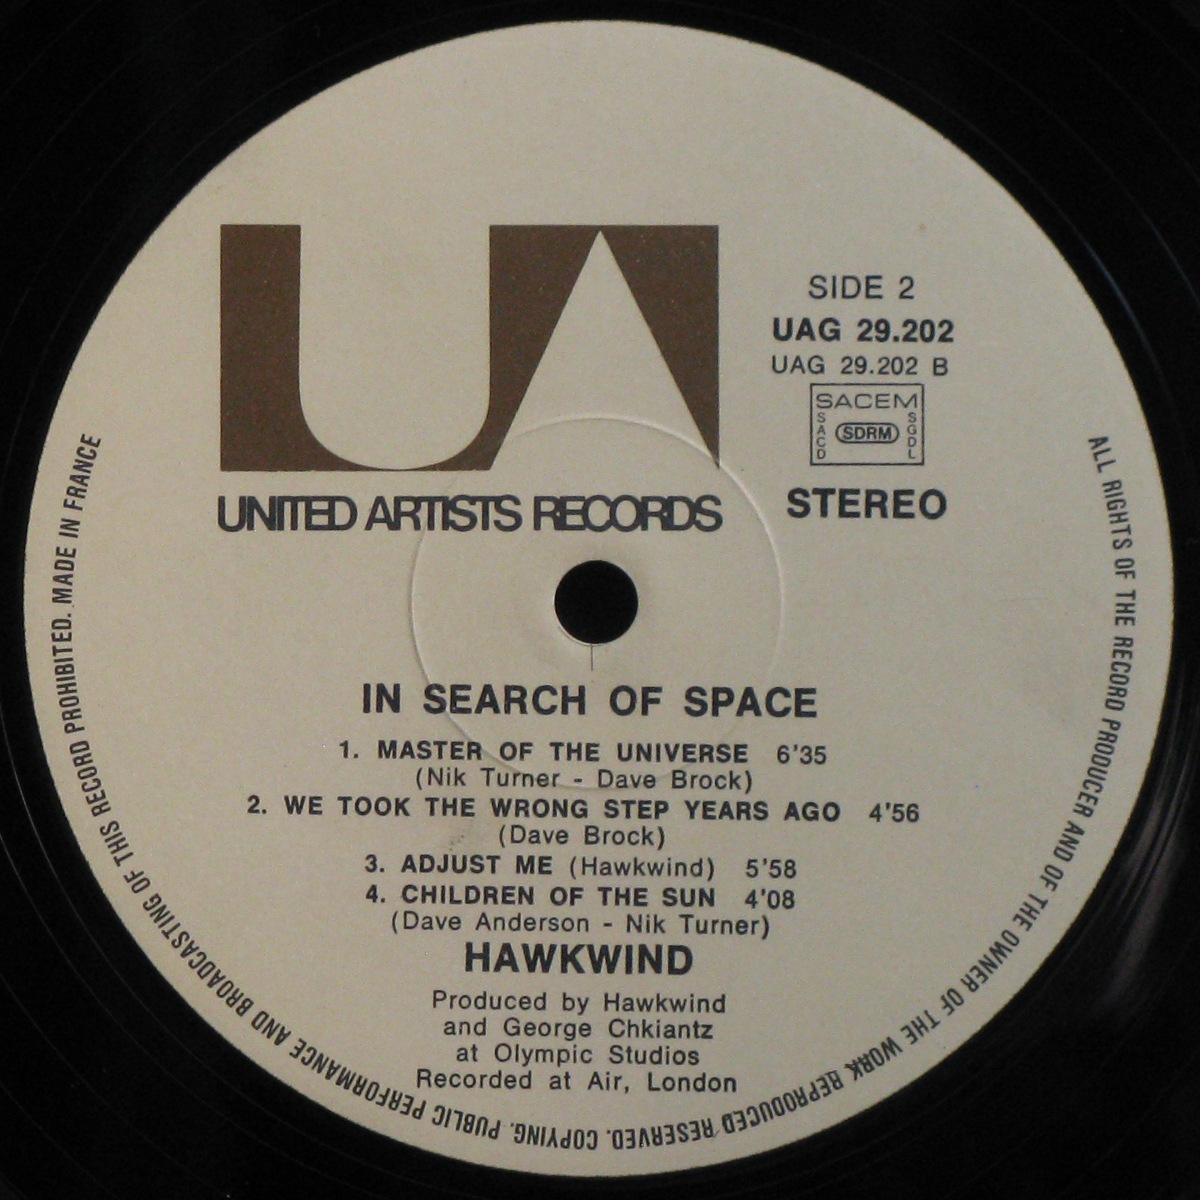 UA
UNITED ARTISTS RECORDS
SIDE 2
UAG 29.202
UAG 29.202 B
SACEM
SACD
SDRM
SGDL
STEREO
IN SEARCH OF SPACE
1. MASTER OF THE UNIVERSE 6'35
(Nik Turner - Dave Brock)
2. WE TOOK THE WRONG STEP YEARS AGO 4'56
(Dave Brock)
3. ADJUST ME (Hawkwind) 5'58
4. CHILDREN OF THE SUN 4'08
(Dave Anderson - Nik Turner)
HAWKWIND
Produced by Hawkwind
and George Chkiantz
at Olympic Studios
Recorded at Air, London
ALL RIGHTS OF THE RECORD PRODUCER AND OF THE OWNER OF THE WORK REPRODUCED RESERVED. COPYING. PUBLIC PERFORMANCE AND BROADCASTING OF THIS RECORD PROHIBITED. MADE IN FRANCE